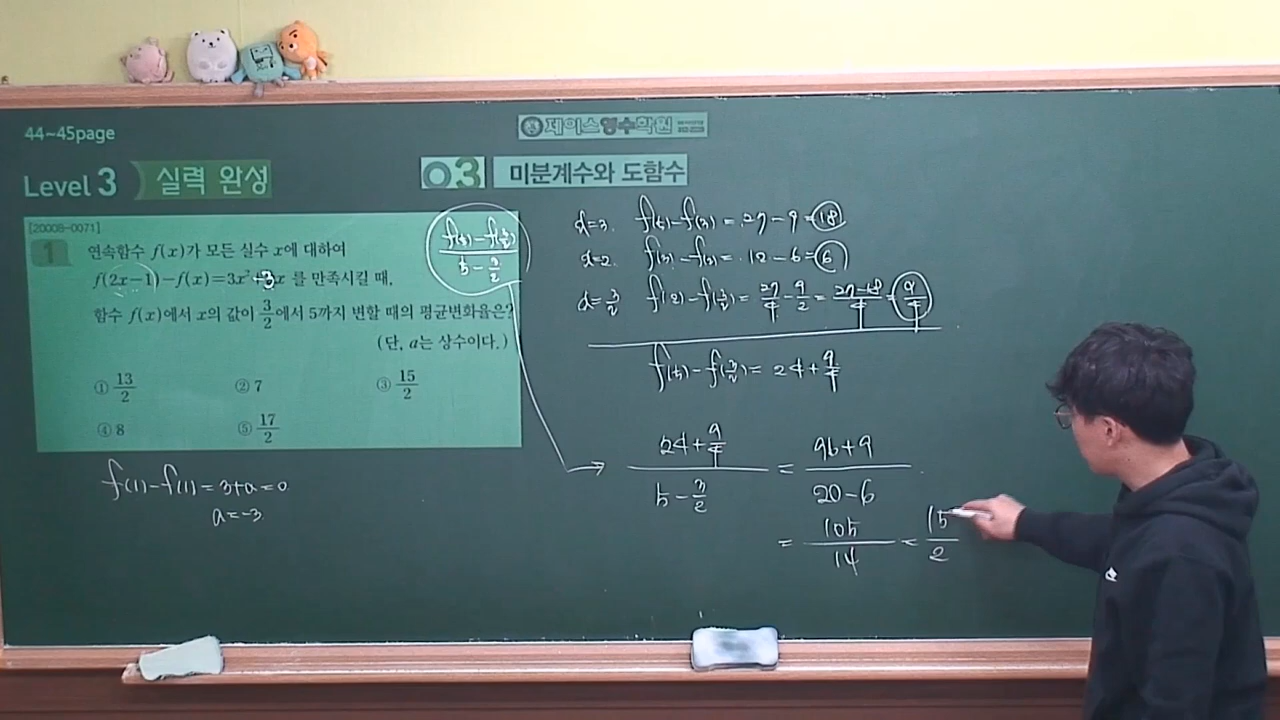 44~45page
제이스영수학원
Level 3 실력 완성
03 미분계수와 도함수
[20008-0071]
1 연속함수 f(x)가 모든 실수 x에 대하여
f(2x-1)-f(x)=3x²-3x 를 만족시킬 때,
함수 f(x)에서 x의 값이 3/2에서 5까지 변할 때의 평균변화율은?
(단, a는 상수이다.)
① 13/2 ② 7 ③ 15/2
④ 8 ⑤ 17/2
f(1)-f(1)=3+a=0
a=-3
(f(5)-f(3/2))/(5-3/2)
x=3. f(5)-f(3)=27-9=18
x=2. f(3)-f(2)=12-6=6
x=3/2 f(2)-f(3/2)=27/4-9/2=(27-18)/4=9/4
f(5)-f(3/2)=24+9/4
(24+9/4)/(5-3/2)=(96+9)/(20-6)
=105/14=15/2